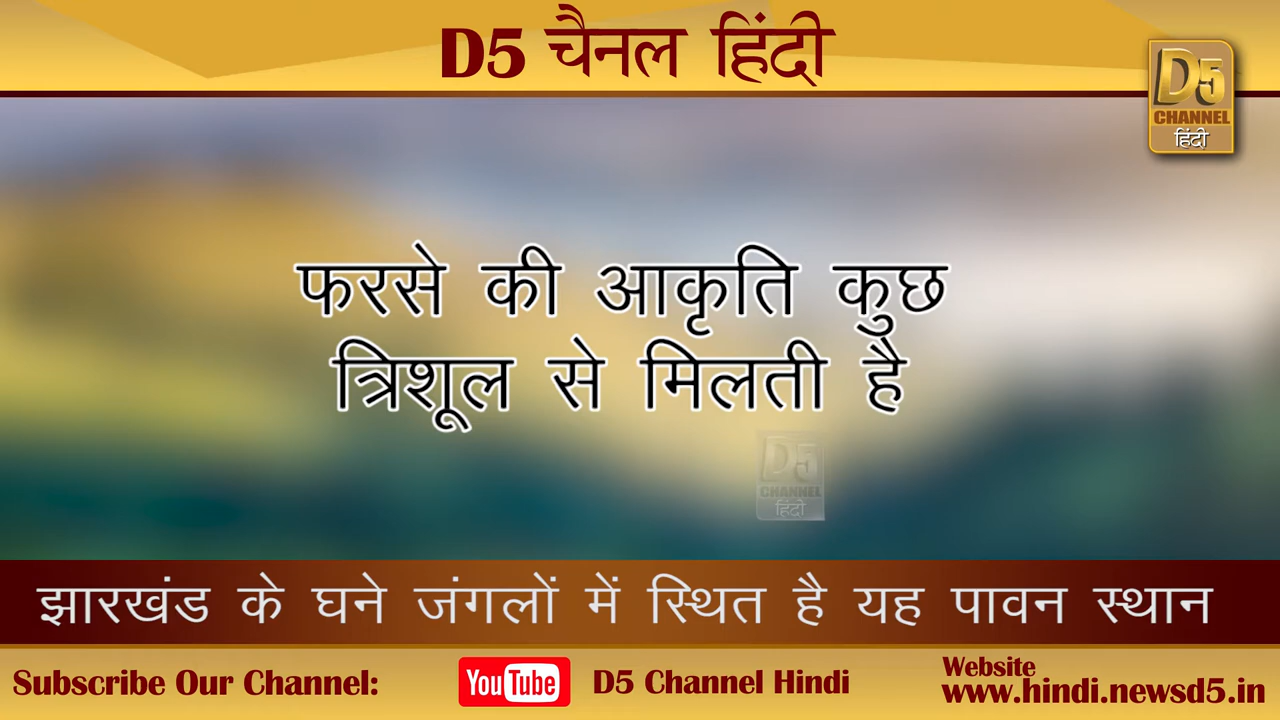 D5 चैनल हिंदी
D5
CHANNEL
हिंदी
फरसे की आकृति कुछ
त्रिशूल से मिलती है
D5
CHANNEL
हिंदी
झारखंड के घने जंगलों में स्थित है यह पावन स्थान
Subscribe Our Channel:
YouTube
D5 Channel Hindi
Website
www.hindi.newsd5.in